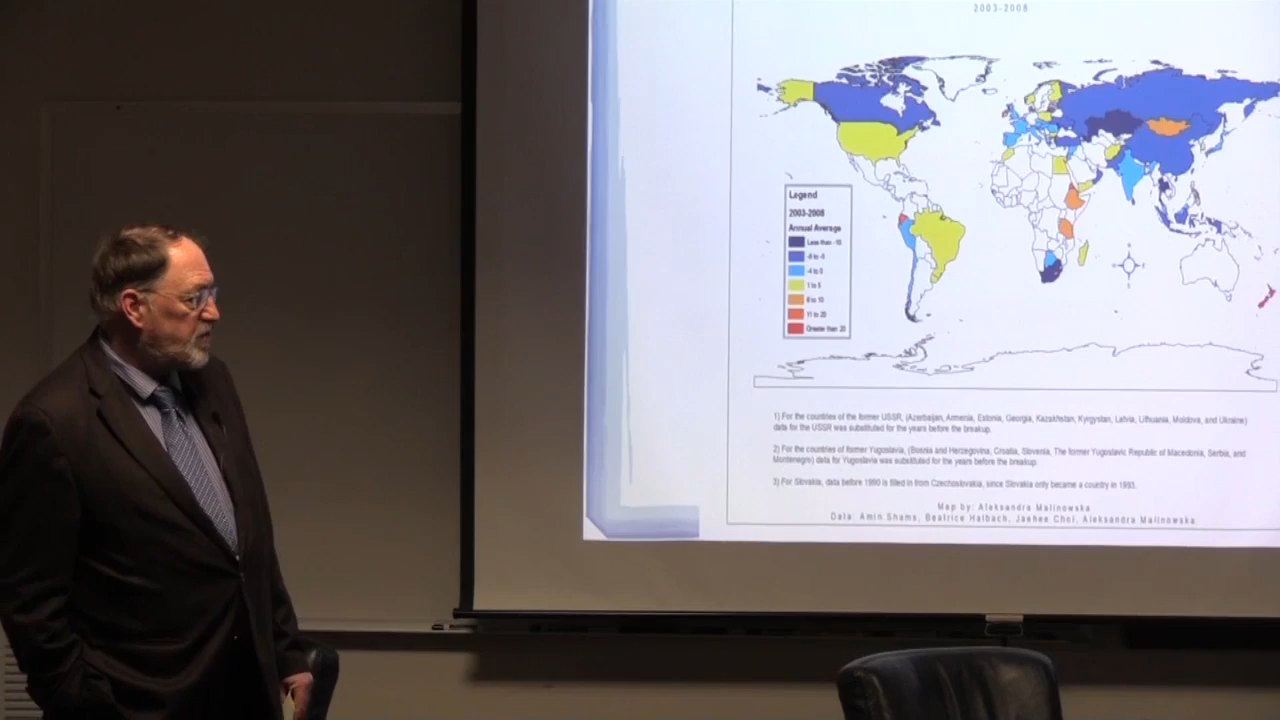 2003-2008
Legend
2003-2008
Annual Average
Less than -10
-9 to -5
-4 to 0
1 to 5
6 to 10
11 to 20
Greater than 20
1) For the countries of the former USSR, (Azerbaijan, Armenia, Estonia, Georgia, Kazakhstan, Kyrgystan, Latvia, Lithuania, Moldova, and Ukraine)
data for the USSR was substituted for the years before the breakup.
2) For the countries of former Yugoslavia, (Bosnia and Herzegovina, Croatia, Slovenia, The former Yugoslavic Republic of Macedonia, Serbia, and
Montenegro) data for Yugoslavia was substituted for the years before the breakup.
3) For Slovakia, data before 1990 is filled in from Czechoslovakia, since Slovakia only became a country in 1993.
Map by: Aleksandra Malinowska
Data: Amin Shams, Beatrice Halbach, Jaehee Choi, Aleksandra Malinowska